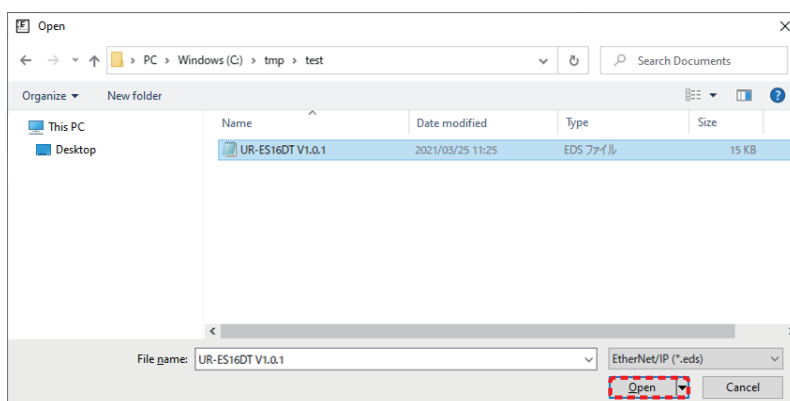 Open
PC > Windows (C:) > tmp > test
Search Documents
Organize
New folder
Name
Date modified
Type
Size
This PC
Desktop
UR-ES16DT V1.0.1
2021/03/25 11:25
EDS ファイル
15 KB
File name:
UR-ES16DT V1.0.1
EtherNet/IP (*.eds)
Open
Cancel